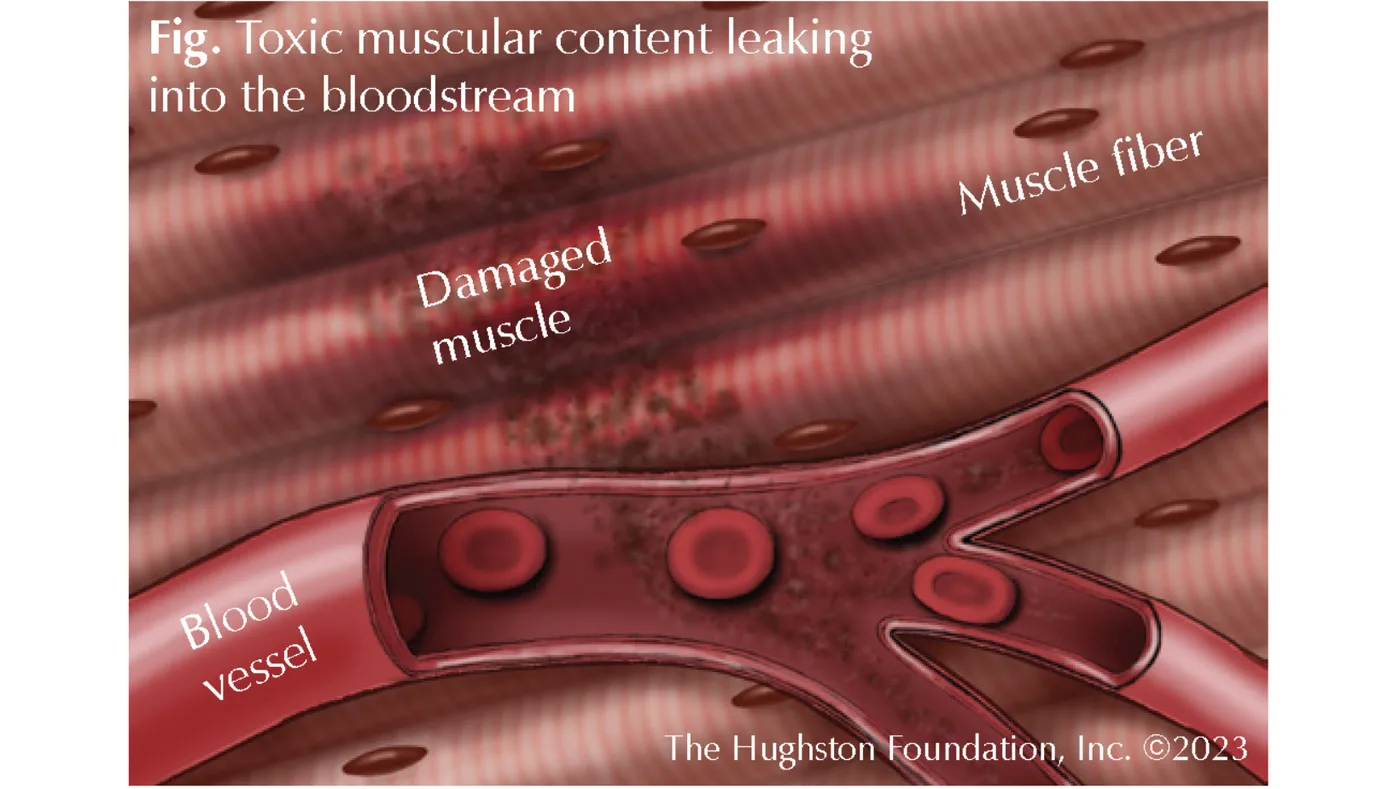 Fig. Toxic muscular content leaking
into the bloodstream
Muscle fiber
Damaged
muscle
Blood
vessel
The Hughston Foundation, Inc. ©2023